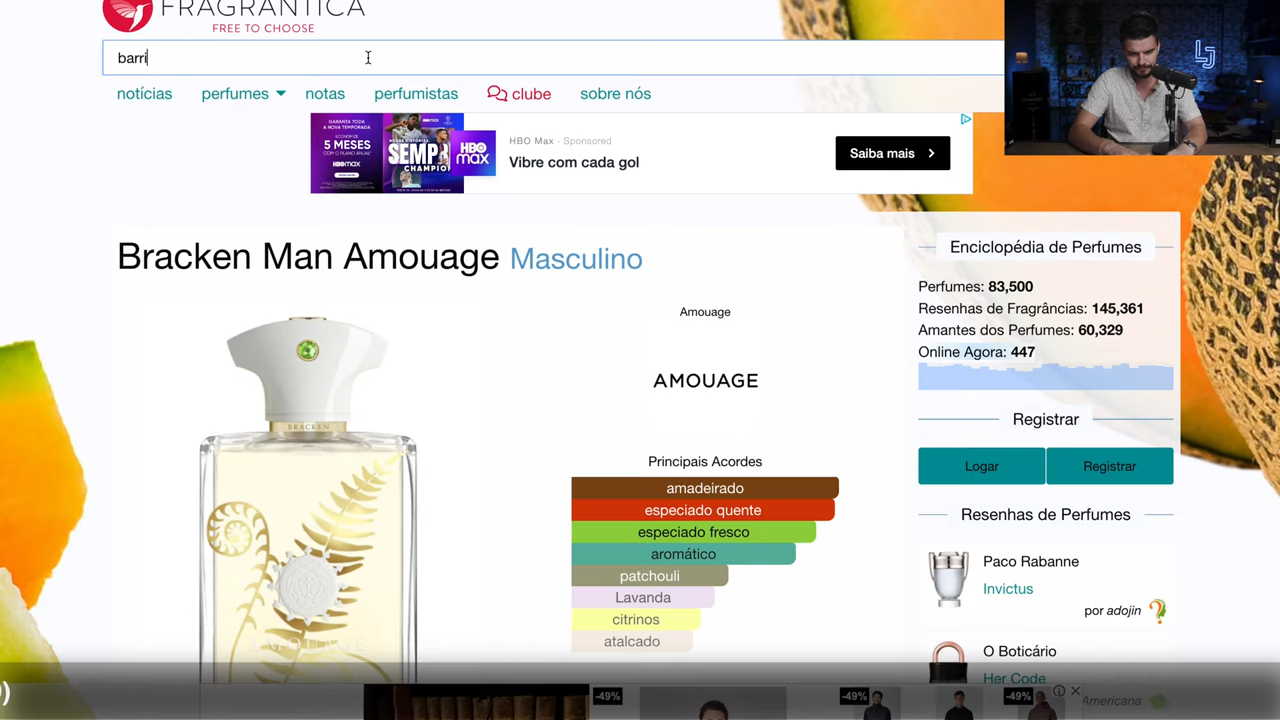 FRAGRANTICA
FREE TO CHOOSE
barri
notícias
perfumes
notas
perfumistas
clube
sobre nós
GARANTA TODA
A NOVA TEMPORADA
ECONOMIZE
5 MESES
COM O PLANO ANUAL*
HBOMAX
HBO
max
HBO Max - Sponsored
Vibre com cada gol
Saiba mais
LJ
Bracken Man Amouage Masculino
BRACKEN
Amouage
AMOUAGE
Principais Acordes
amadeirado
especiado quente
especiado fresco
aromático
patchouli
Lavanda
citrinos
atalcado
Enciclopédia de Perfumes
Perfumes: 83,500
Resenhas de Fragrâncias: 145,361
Amantes dos Perfumes: 60,329
Online Agora: 447
Registrar
Logar
Registrar
Resenhas de Perfumes
Paco Rabanne
Invictus
por adojin
O Boticário
Her Code
Americana
-49%
-49%
-49%